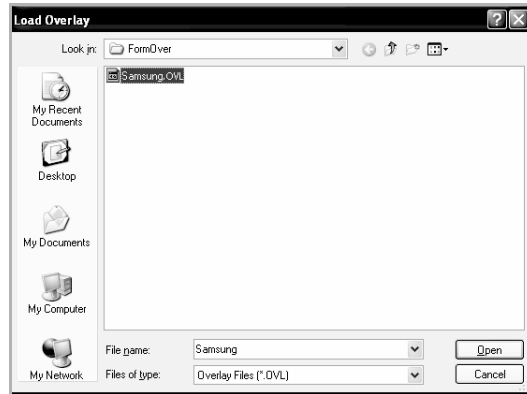 Load Overlay
Look in: FormOver
Samsung.OVL
My Recent
Documents
Desktop
My Documents
My Computer
My Network
File name: Samsung Open
Files of type: Overlay Files (*.OVL) Cancel